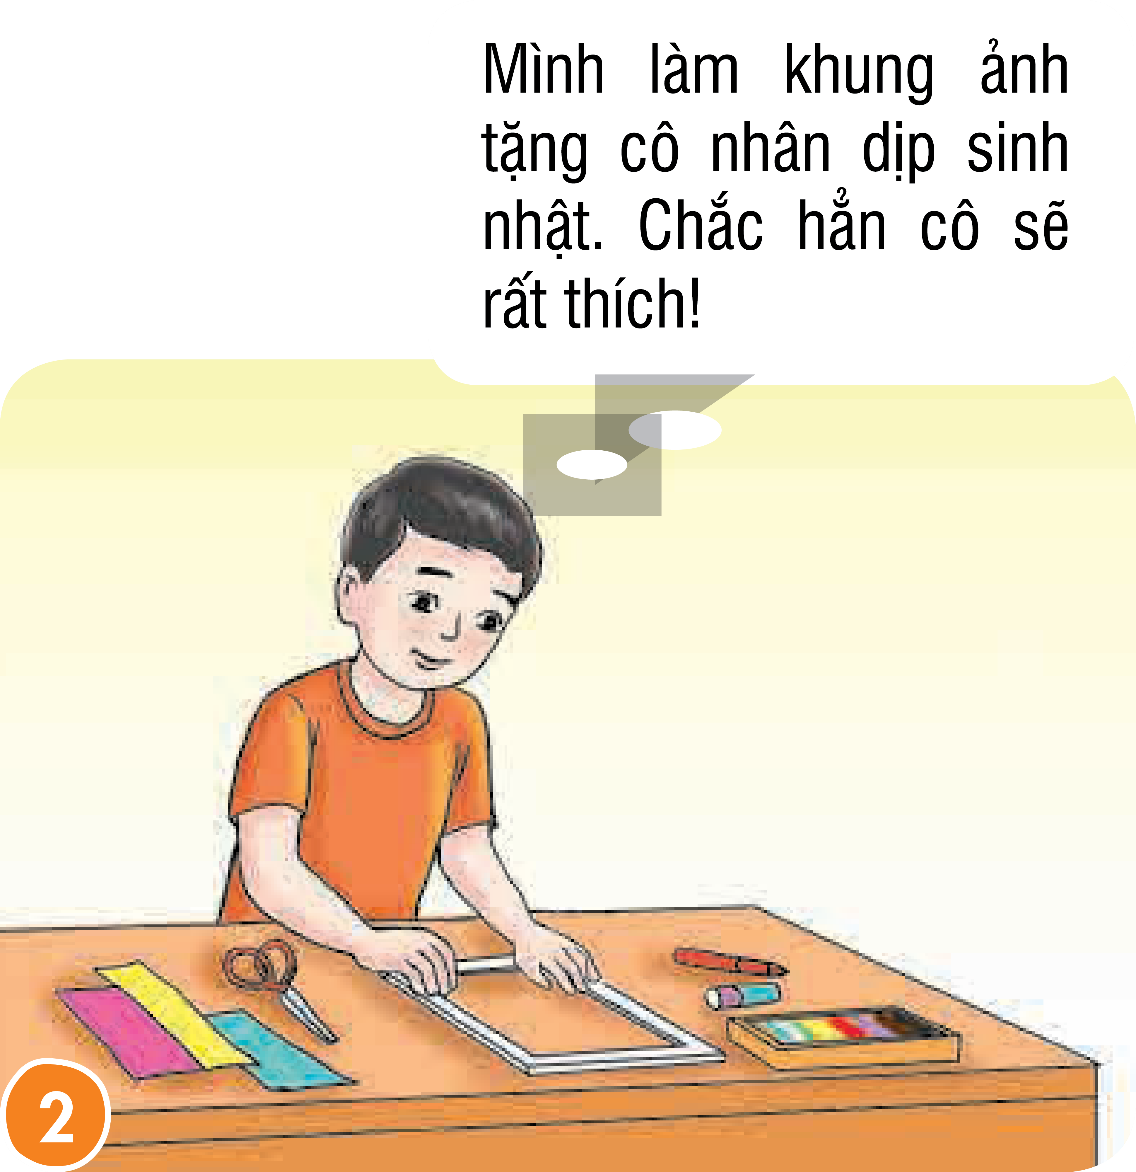 Mình làm khung ảnh
tặng cô nhân dịp sinh
nhật. Chắc hẳn cô sẽ
rất thích!
2